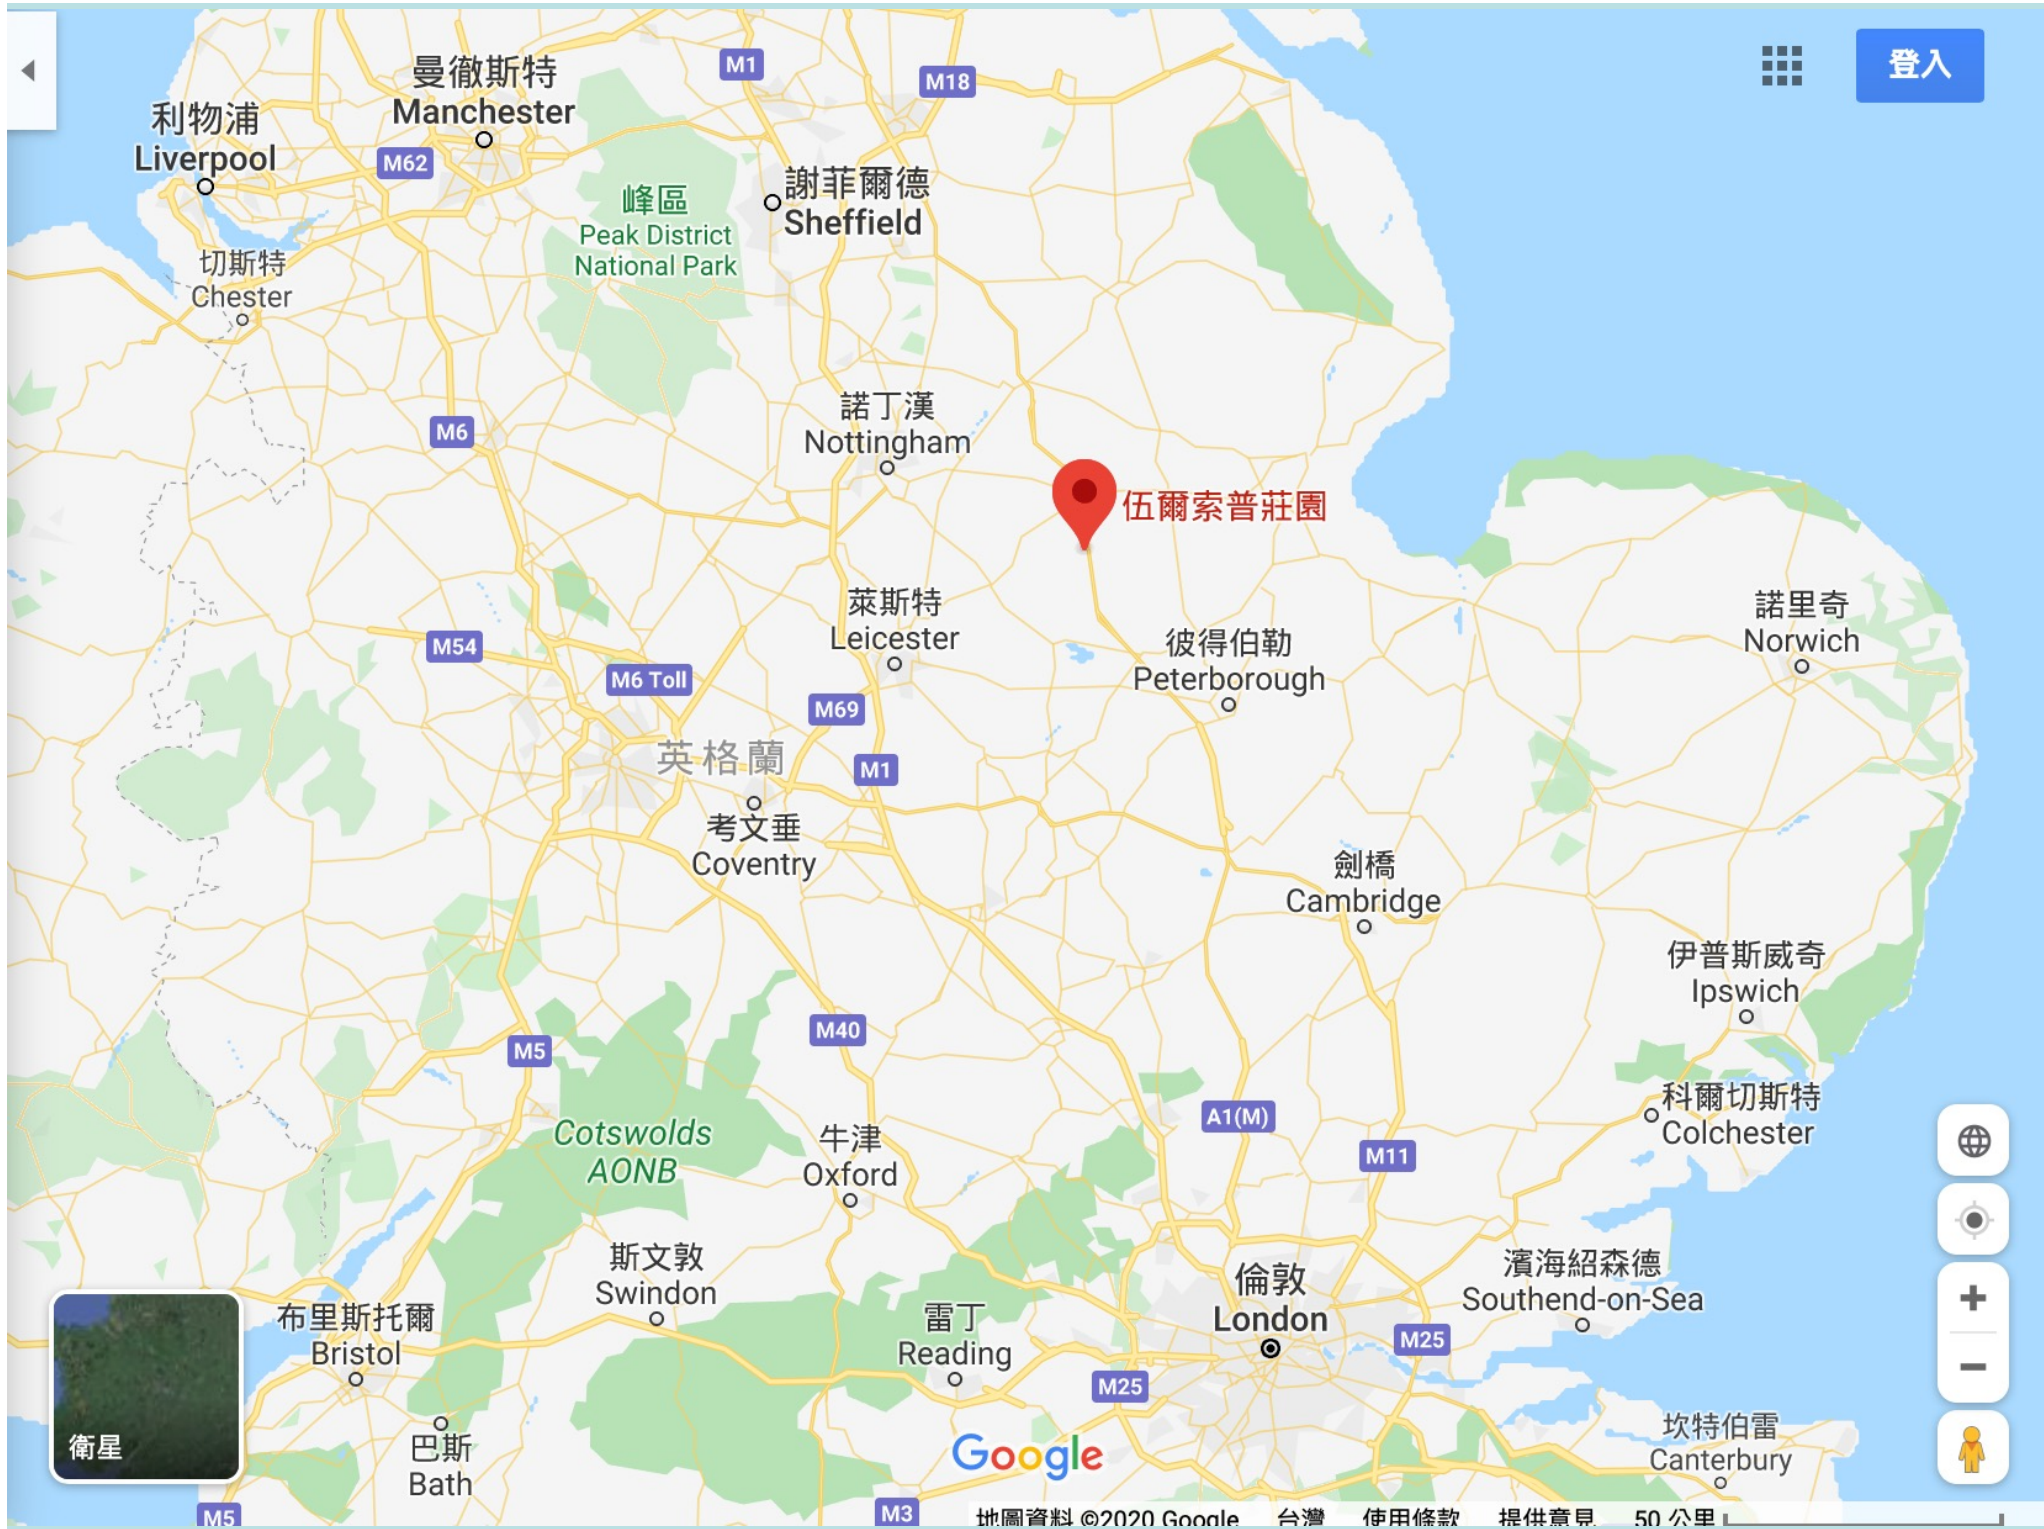 曼徹斯特
Manchester
M1
M18
登入
利物浦
Liverpool
M62
謝菲爾德
Sheffield
峰區
Peak District
National Park
切斯特
Chester
諾丁漢
Nottingham
M6
伍爾索普莊園
萊斯特
Leicester
諾里奇
Norwich
M54
彼得伯勒
Peterborough
M6 Toll
M69
英格蘭
M1
考文垂
Coventry
劍橋
Cambridge
伊普斯威奇
Ipswich
M40
M5
科爾切斯特
Colchester
A1(M)
Cotswolds
AONB
牛津
Oxford
M11
斯文敦
Swindon
倫敦
London
濱海紹森德
Southend-on-Sea
布里斯托爾
Bristol
雷丁
Reading
M25
M25
衛星
巴斯
Bath
Google
坎特伯雷
Canterbury
M5
M3
地圖資料 ©2020 Google 台灣 使用條款 提供意見 50 公里